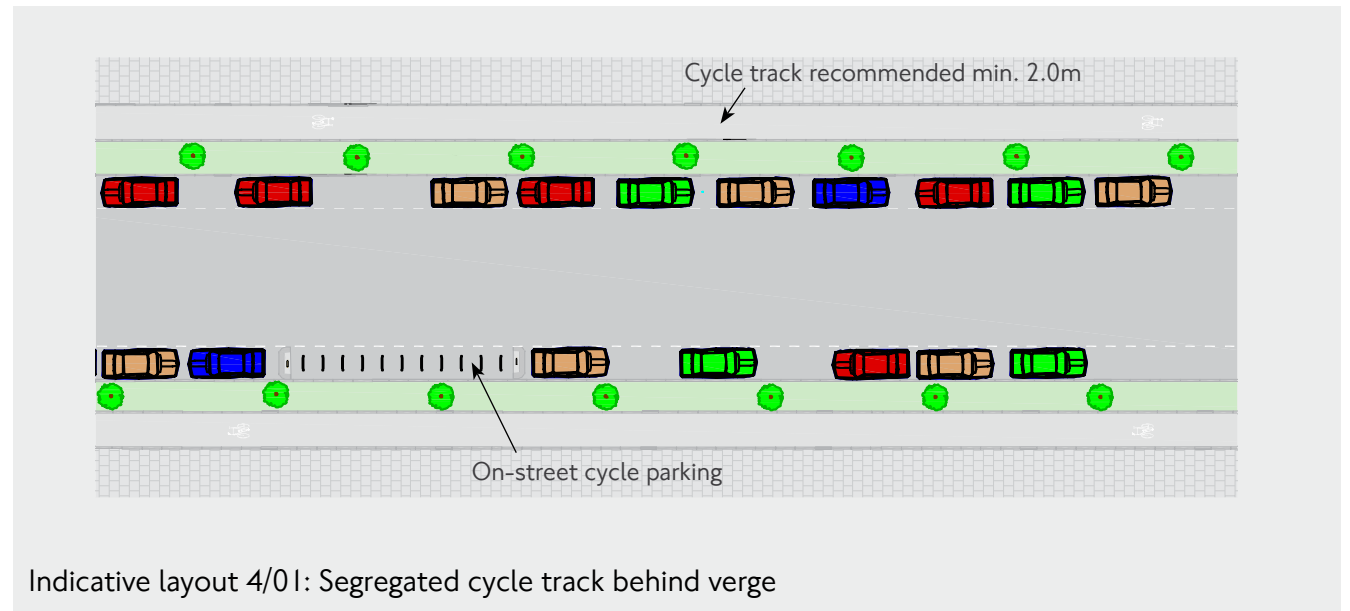 Cycle track recommended min. 2.0m
On-street cycle parking
Indicative layout 4/01: Segregated cycle track behind verge